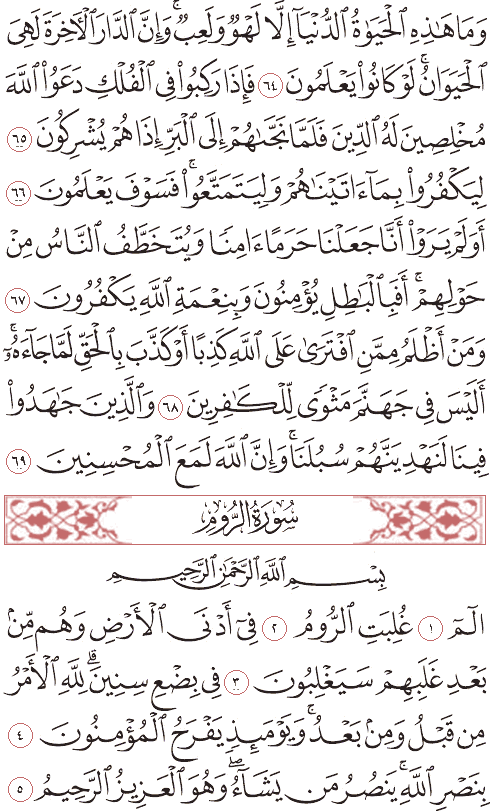 وَمَا هَٰذِهِ ٱلْحَيَوٰةُ ٱلدُّنْيَآ إِلَّا لَهْوٌ وَلَعِبٌ ۚ وَإِنَّ ٱلدَّارَ ٱلْـَٔاخِرَةَ لَهِىَ
ٱلْحَيَوَانُ ۚ لَوْ كَانُوا۟ يَعْلَمُونَ ٦٤ فَإِذَا رَكِبُوا۟ فِى ٱلْفُلْكِ دَعَوُا۟ ٱللَّهَ
مُخْلِصِينَ لَهُ ٱلدِّينَ فَلَمَّا نَجَّىٰهُمْ إِلَى ٱلْبَرِّ إِذَا هُمْ يُشْرِكُونَ ٦٥
لِيَكْفُرُوا۟ بِمَآ ءَاتَيْنَٰهُمْ وَلِيَتَمَتَّعُوا۟ ۖ فَسَوْفَ يَعْلَمُونَ ٦٦
أَوَلَمْ يَرَوْا۟ أَنَّا جَعَلْنَا حَرَمًا ءَامِنًا وَيُتَخَطَّفُ ٱلنَّاسُ مِنْ
حَوْلِهِمْ ۚ أَفَبِٱلْبَٰطِلِ يُؤْمِنُونَ وَبِنِعْمَةِ ٱللَّهِ يَكْفُرُونَ ٦٧
وَمَنْ أَظْلَمُ مِمَّنِ ٱفْتَرَىٰ عَلَى ٱللَّهِ كَذِبًا أَوْ كَذَّبَ بِٱلْحَقِّ لَمَّا جَآءَهُۥٓ ۚ
أَلَيْسَ فِى جَهَنَّمَ مَثْوًى لِّلْكَٰفِرِينَ ٦٨ وَٱلَّذِينَ جَٰهَدُوا۟
فِينَا لَنَهْدِيَنَّهُمْ سُبُلَنَا ۚ وَإِنَّ ٱللَّهَ لَمَعَ ٱلْمُحْسِنِينَ ٦٩
سُورَةُ الرُّومِ
بِسْمِ ٱللَّهِ ٱلرَّحْمَٰنِ ٱلرَّحِيمِ
الٓمٓ ١ غُلِبَتِ ٱلرُّومُ ٢ فِىٓ أَدْنَى ٱلْأَرْضِ وَهُم مِّنۢ
بَعْدِ غَلَبِهِمْ سَيَغْلِبُونَ ٣ فِى بِضْعِ سِنِينَ ۗ لِلَّهِ ٱلْأَمْرُ
مِن قَبْلُ وَمِنۢ بَعْدُ ۚ وَيَوْمَئِذٍ يَفْرَحُ ٱلْمُؤْمِنُونَ ٤
بِنَصْرِ ٱللَّهِ ۚ يَنصُرُ مَن يَشَآءُ ۖ وَهُوَ ٱلْعَزِيزُ ٱلرَّحِيمُ ٥